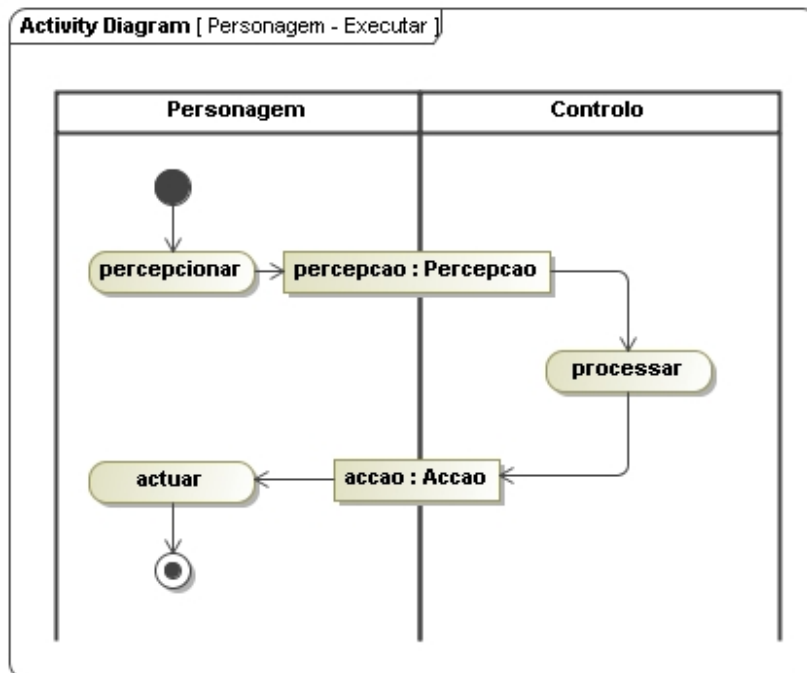 Activity Diagram [ Personagem - Executar ]
Personagem
Controlo
percepcionar
percepcao : Percepcao
processar
actuar
accao : Accao